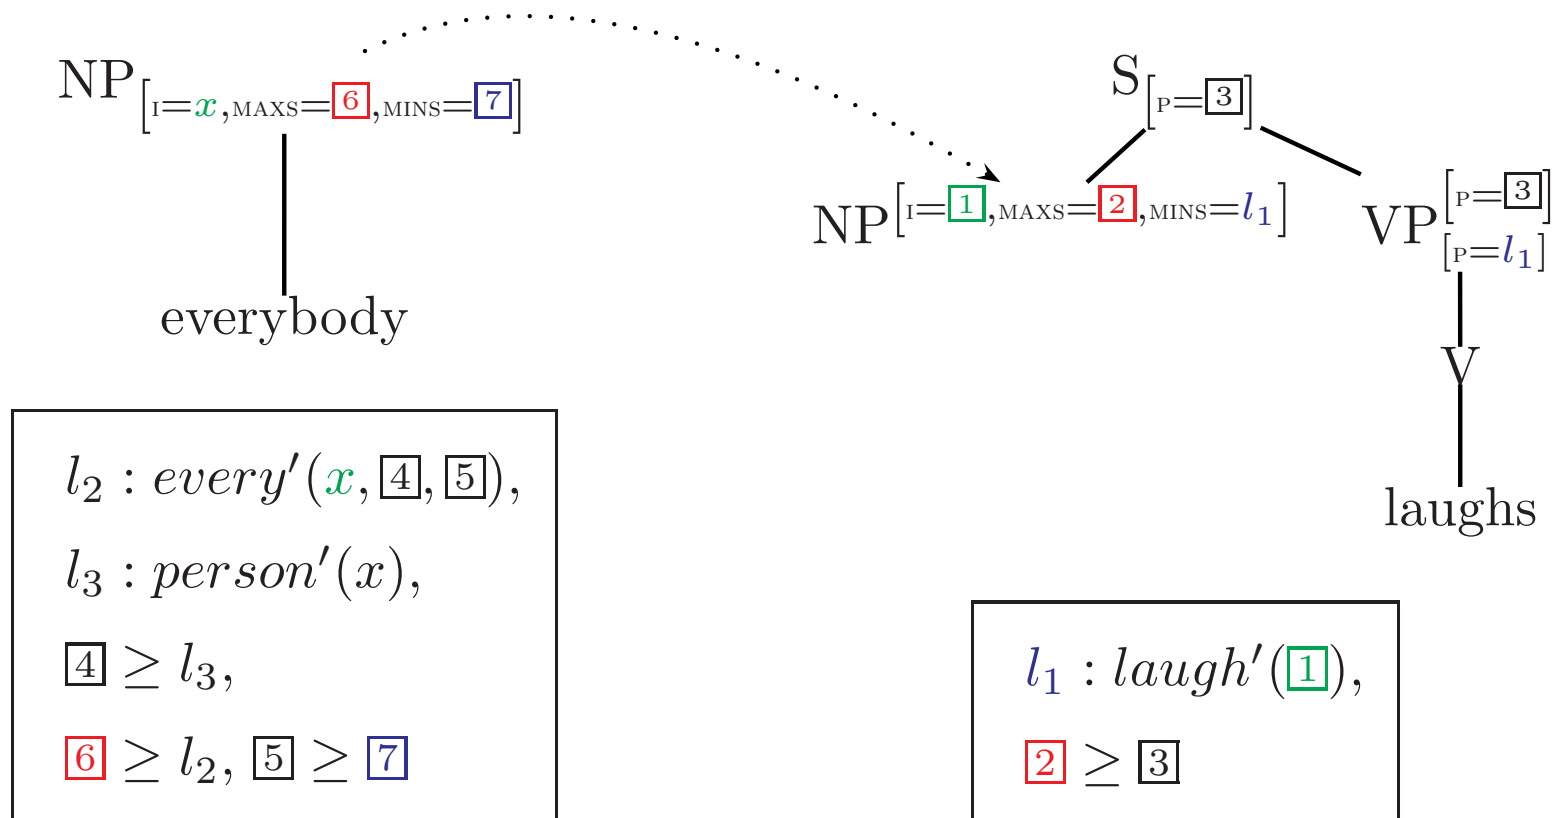 NP[I=x,MAXS=6,MINS=7]
everybody
l₂ : every′(x, 4, 5),
l₃ : person′(x),
4 ≥ l₃,
6 ≥ l₂, 5 ≥ 7
S[P=3]
NP[I=1,MAXS=2,MINS=l₁]
VP[P=3]
[P=l₁]
V
laughs
l₁ : laugh′(1),
2 ≥ 3